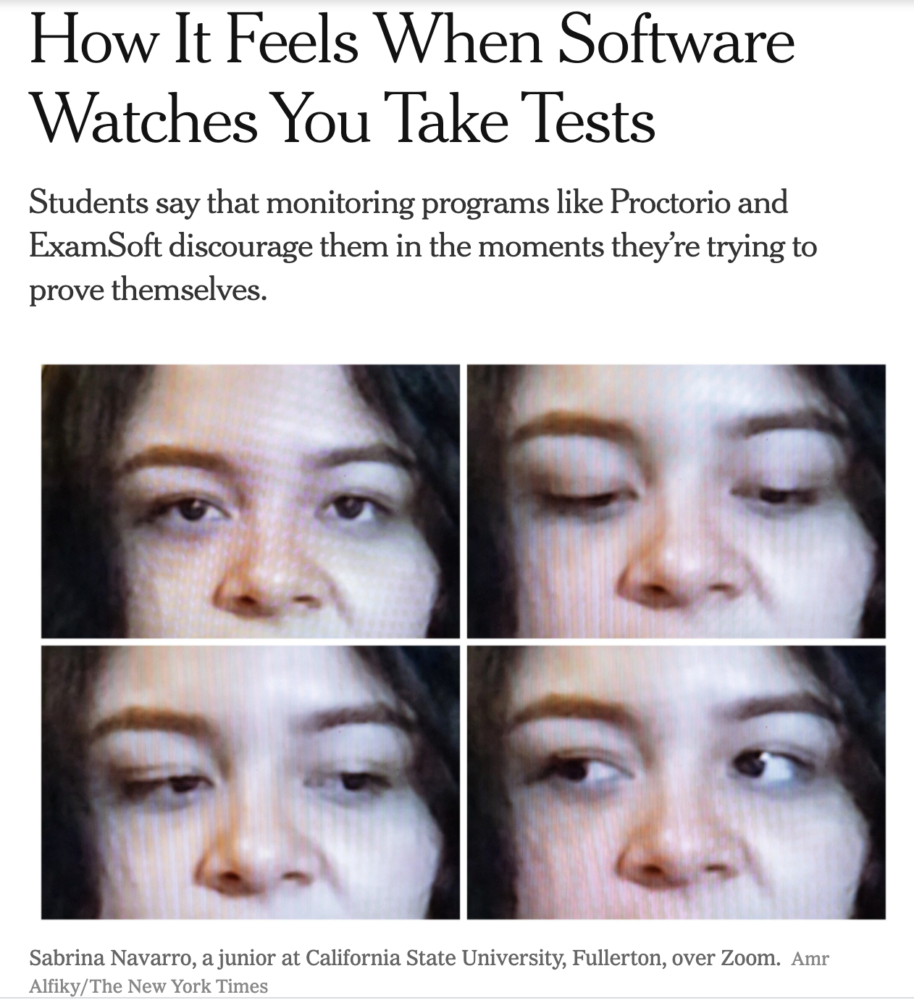 How It Feels When Software
Watches You Take Tests
Students say that monitoring programs like Proctorio and
ExamSoft discourage them in the moments they’re trying to
prove themselves.
Sabrina Navarro, a junior at California State University, Fullerton, over Zoom. Amr
Alfiky/The New York Times